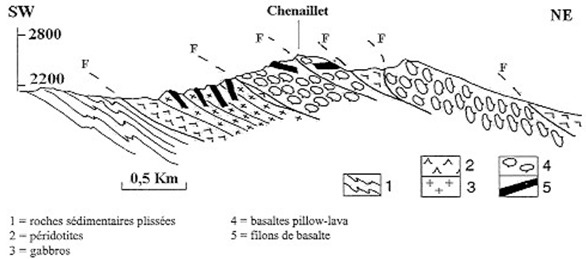 SW
Chenaillet
NE
2800
2200
F
F
F
F
F
F
0,5 Km
1
2
3
4
5
1 = roches sédimentaires plissées
2 = péridotites
3 = gabbros
4 = basaltes pillow-lava
5 = filons de basalte